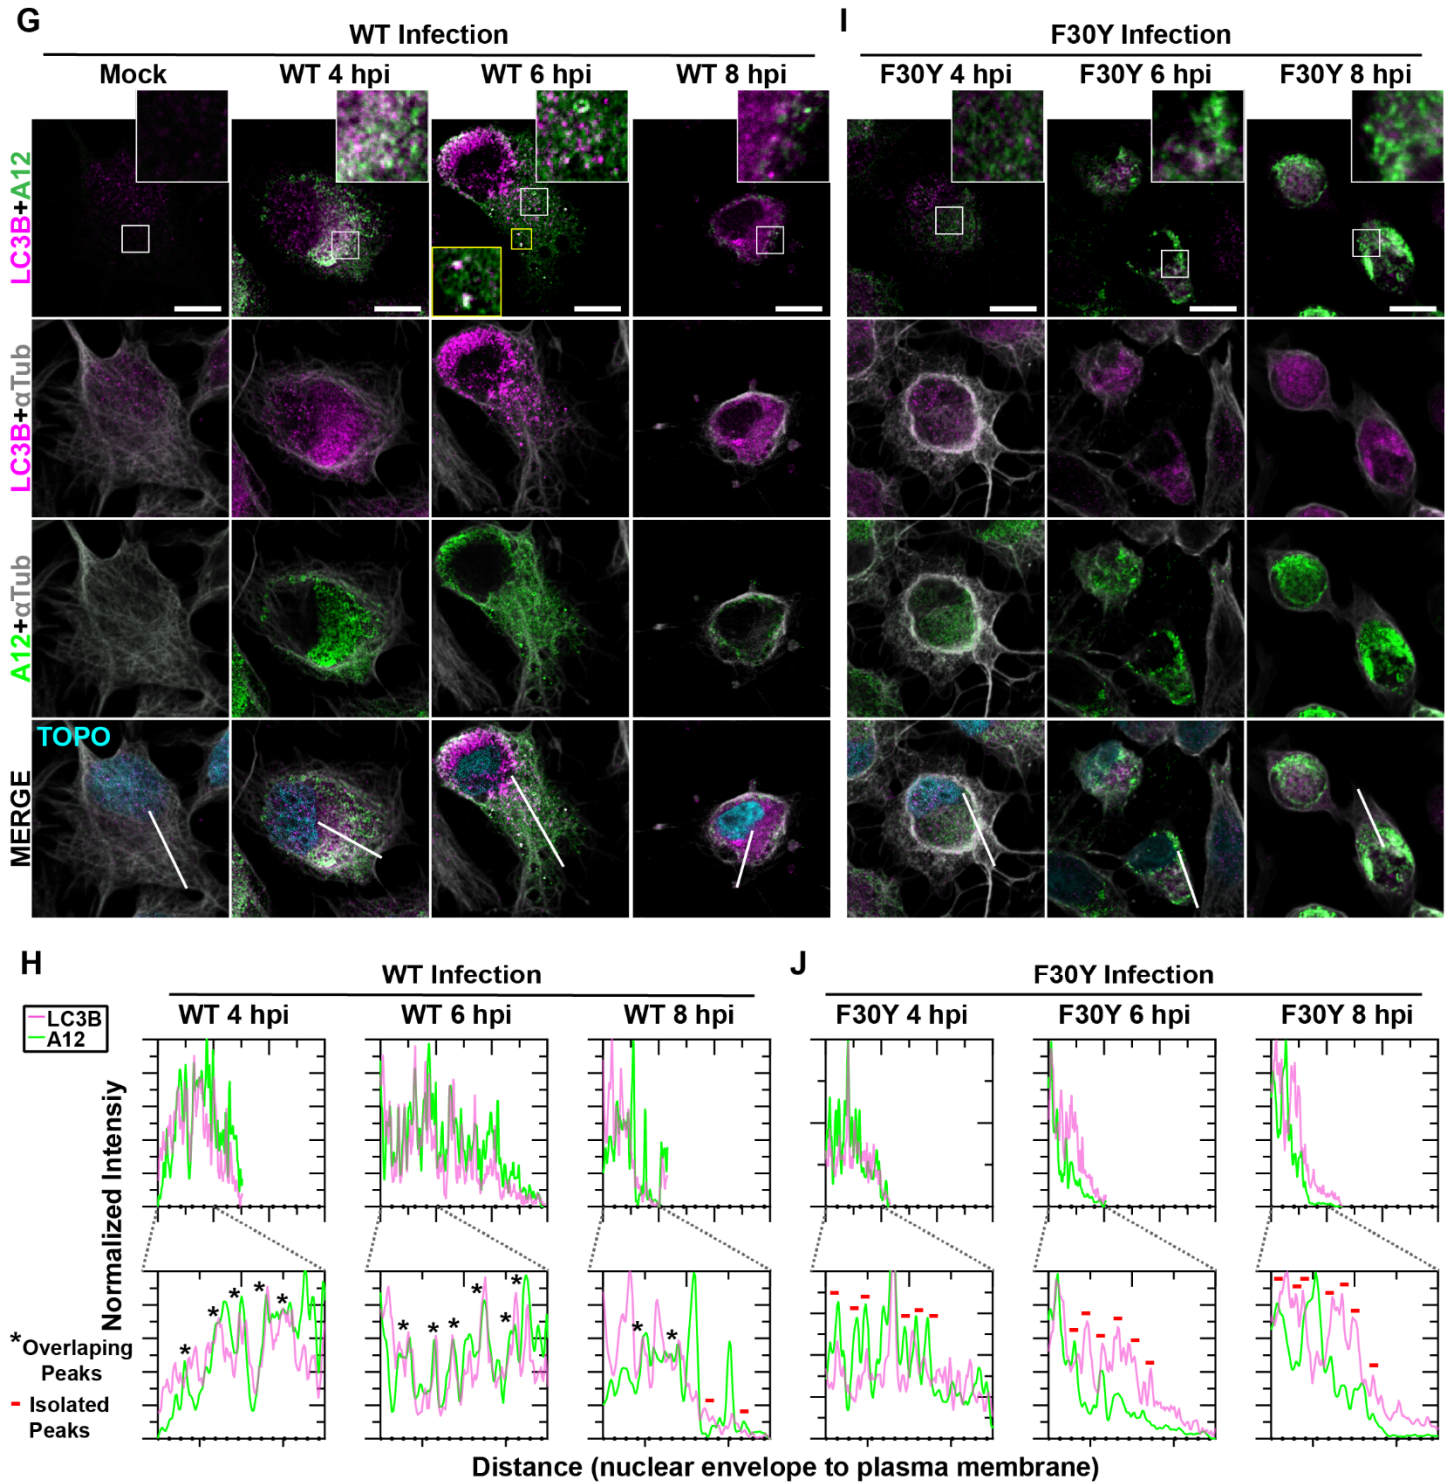 G
WT Infection
Mock
WT 4 hpi
WT 6 hpi
WT 8 hpi
I
F30Y Infection
F30Y 4 hpi
F30Y 6 hpi
F30Y 8 hpi
LC3B+A12
LC3B+αTub
A12+αTub
MERGE
TOPO
H
WT Infection
WT 4 hpi
WT 6 hpi
WT 8 hpi
J
F30Y Infection
F30Y 4 hpi
F30Y 6 hpi
F30Y 8 hpi
LC3B
A12
Normalized Intensiy
*Overlaping
Peaks
- Isolated
Peaks
Distance (nuclear envelope to plasma membrane)